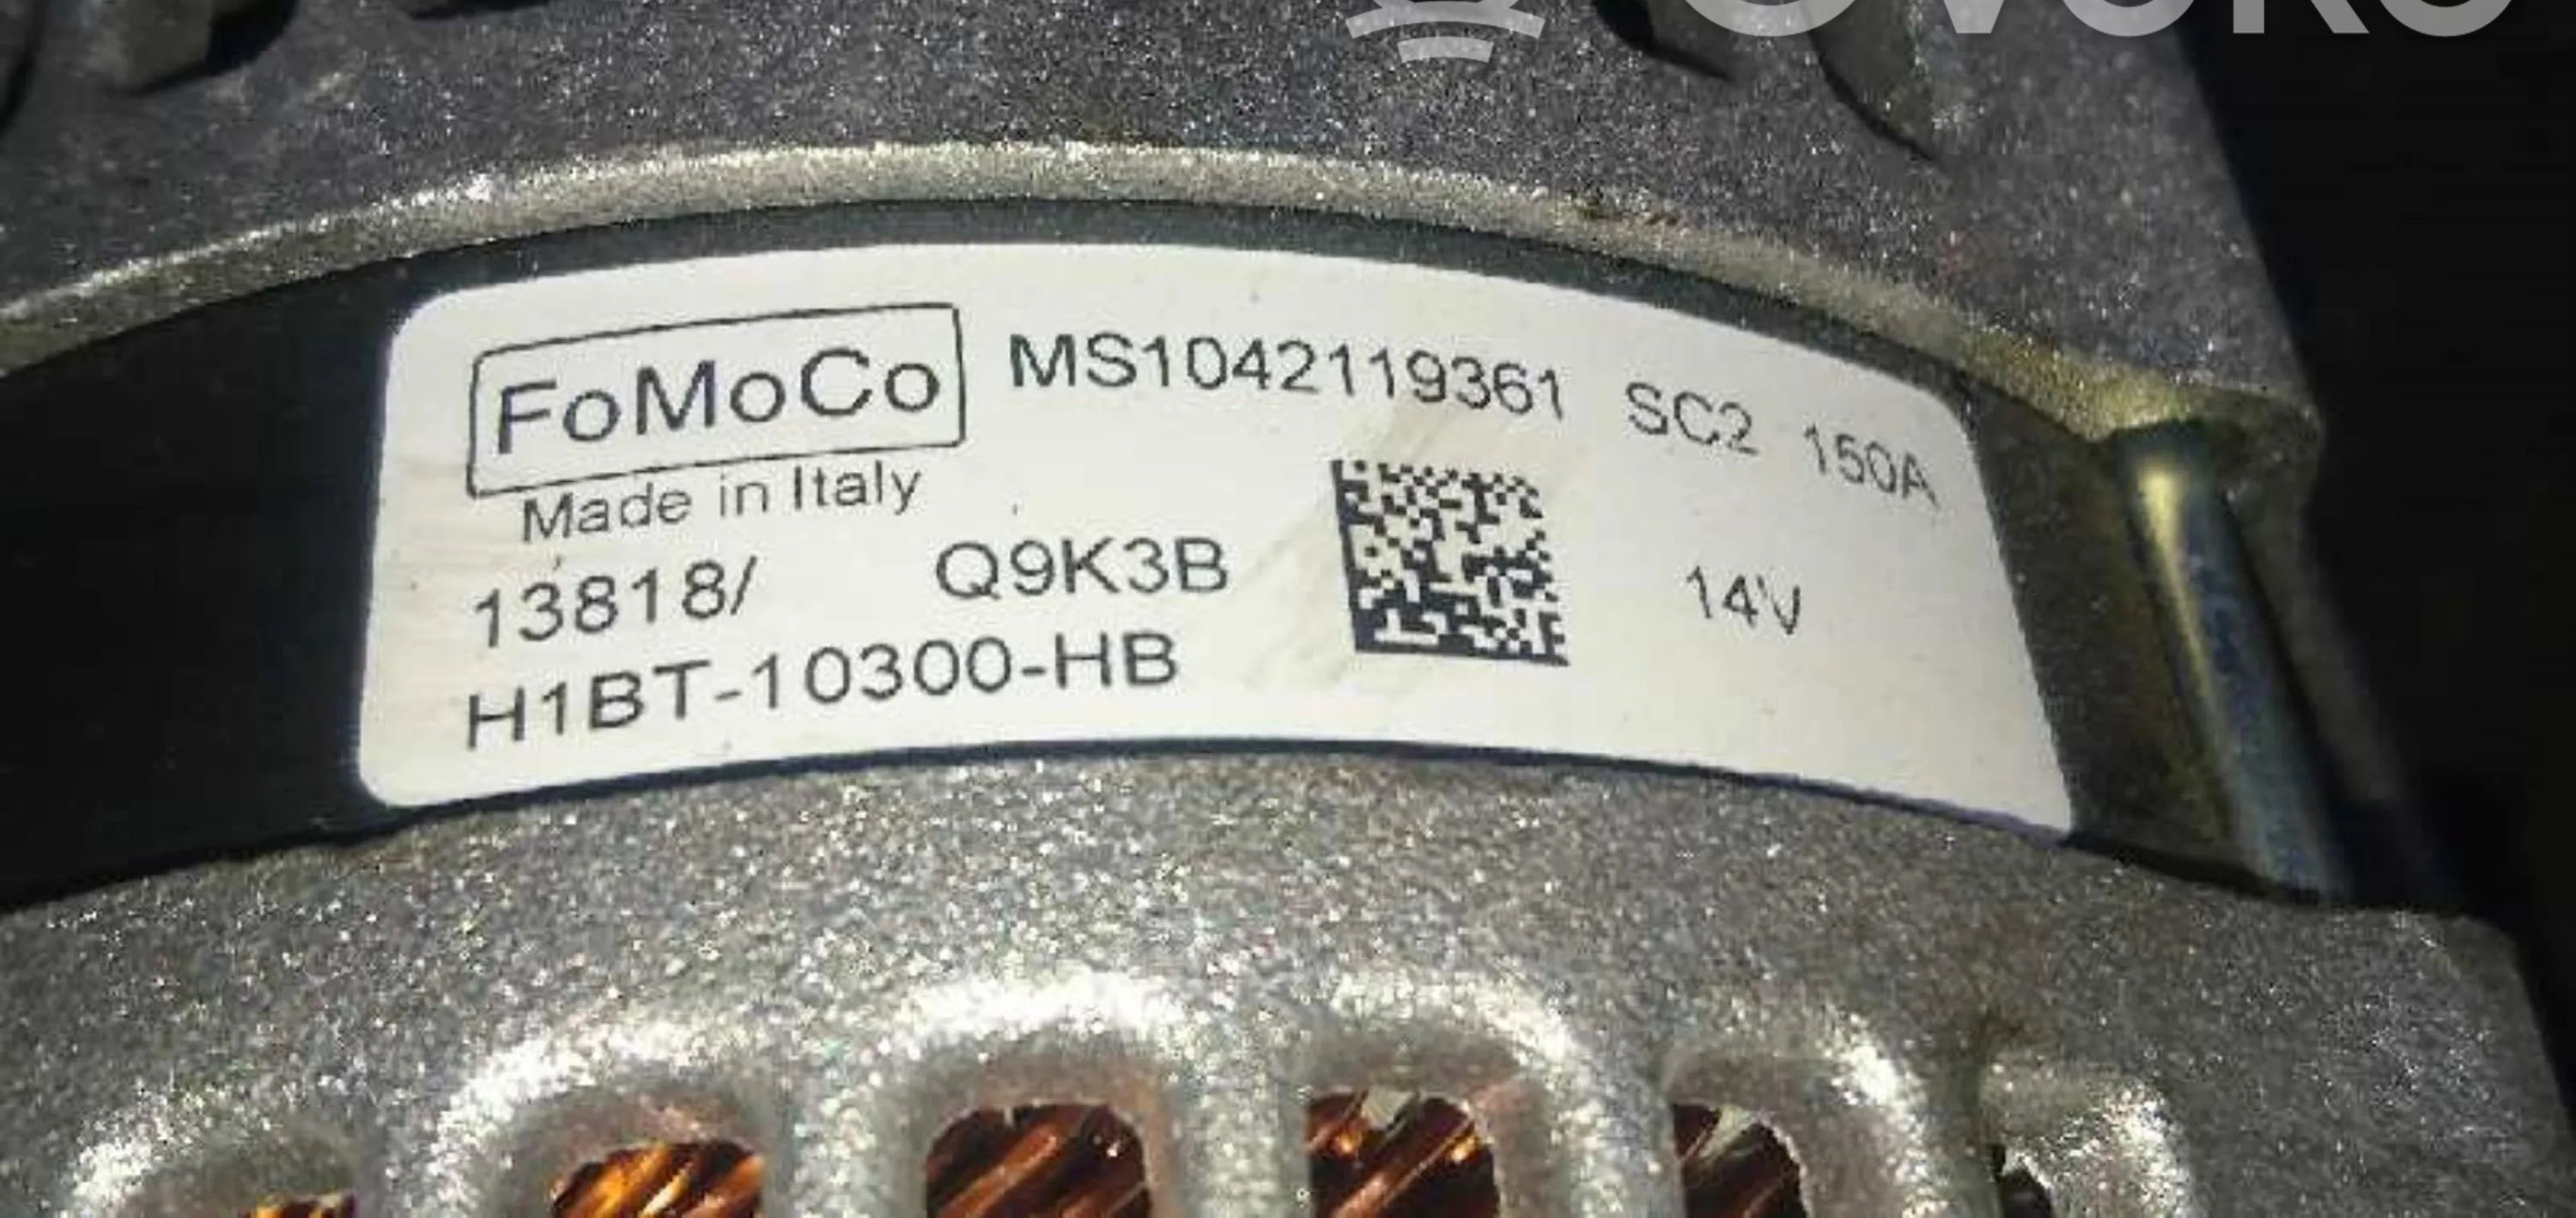 FoMoCo MS1042119361 SC2 150A
Made in Italy
13818/ Q9K3B 14V
H1BT-10300-HB